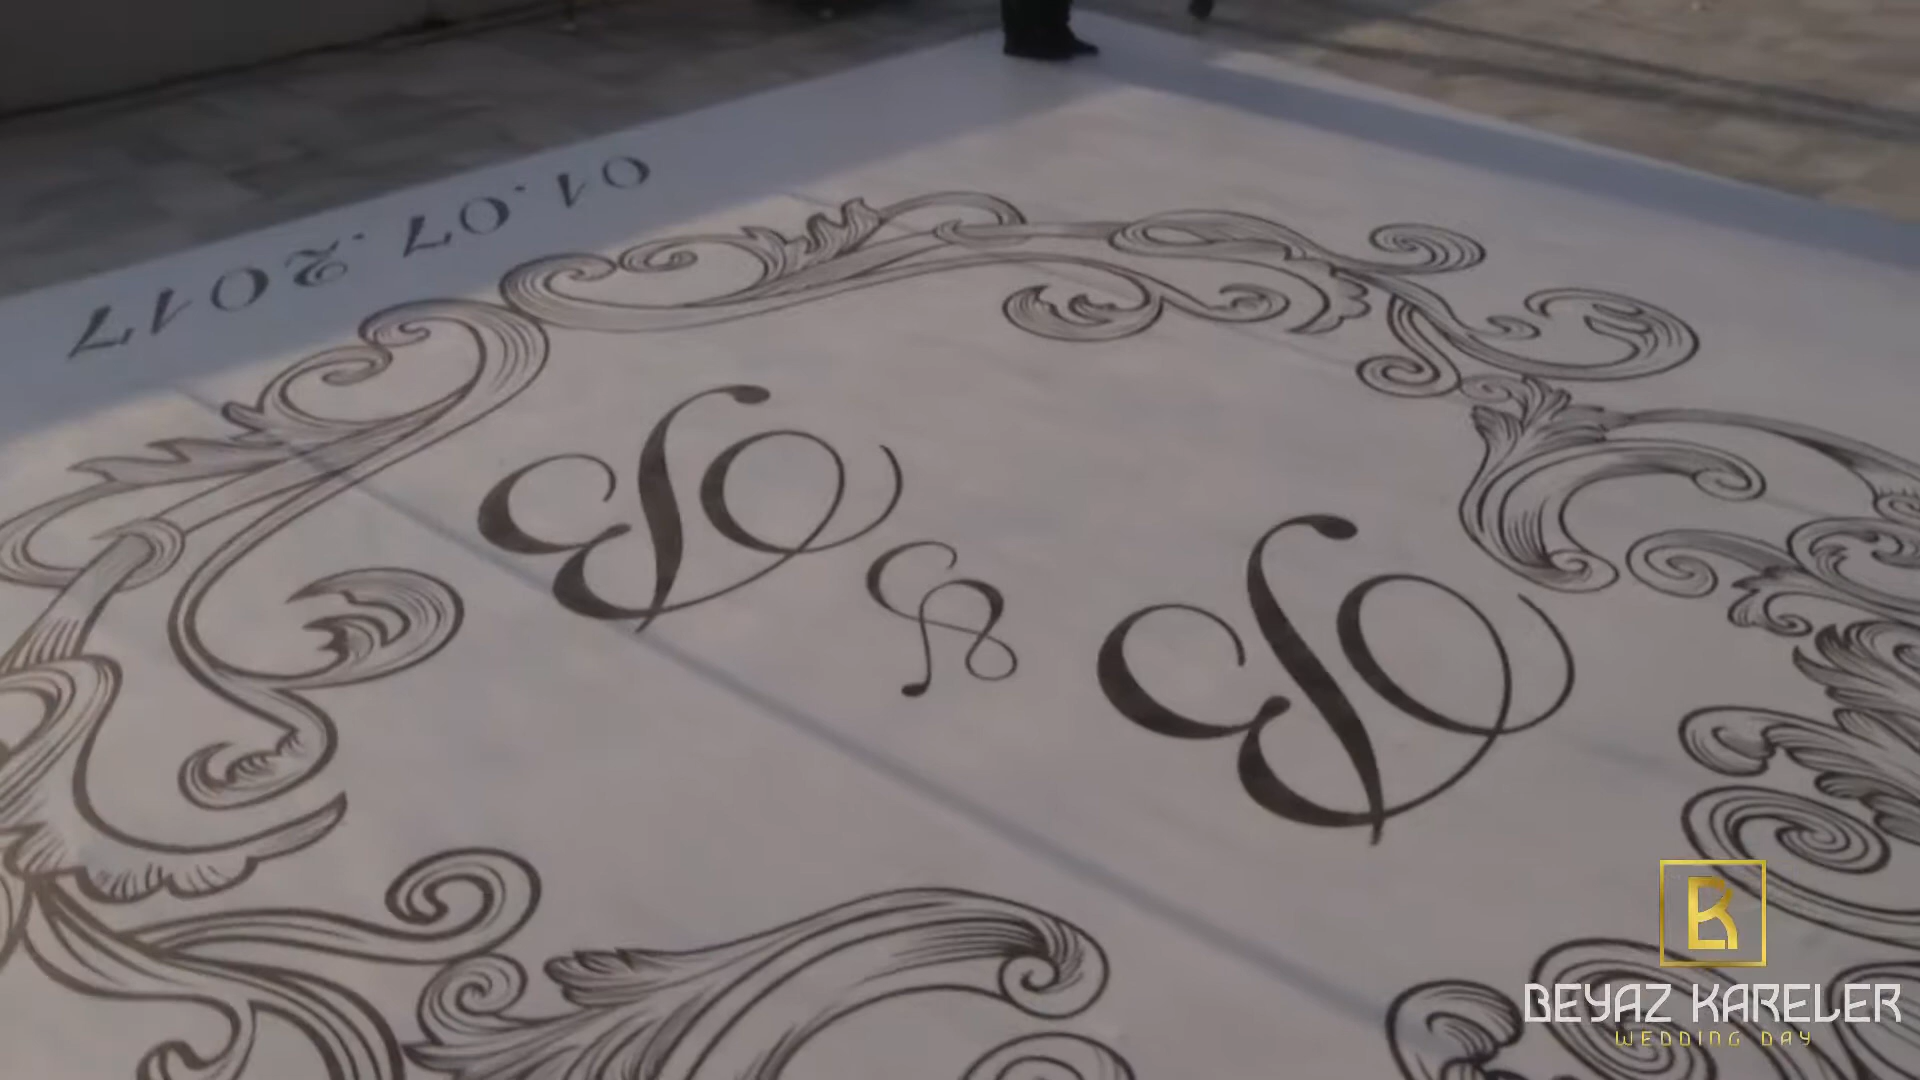 B & B
01.07.2017
BEYAZ KARELER
WEDDING DAY